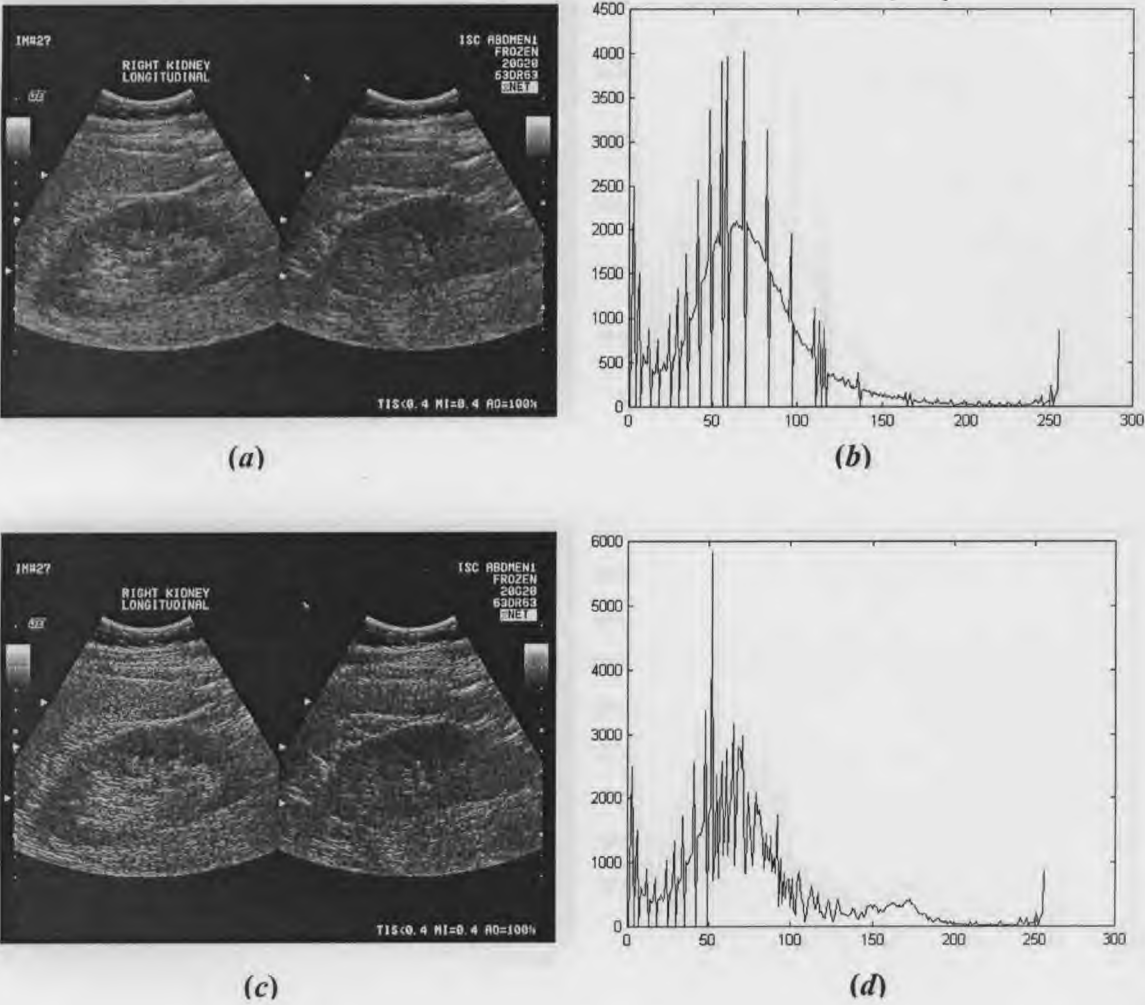 IM#27
ISC ABDMEN1
FROZEN
RIGHT KIDNEY
LONGITUDINAL
20G20
63DR63
TIS<0.4 MI=0.4 AO=100%
4500
4000
3500
3000
2500
2000
1500
1000
500
0
0 50 100 150 200 250 300
(a)
(b)
IM#27
ISC ABDMEN1
FROZEN
RIGHT KIDNEY
LONGITUDINAL
20G20
63DR63
TIS<0.4 MI=0.4 AO=100%
6000
5000
4000
3000
2000
1000
0
0 50 100 150 200 250 300
(c)
(d)